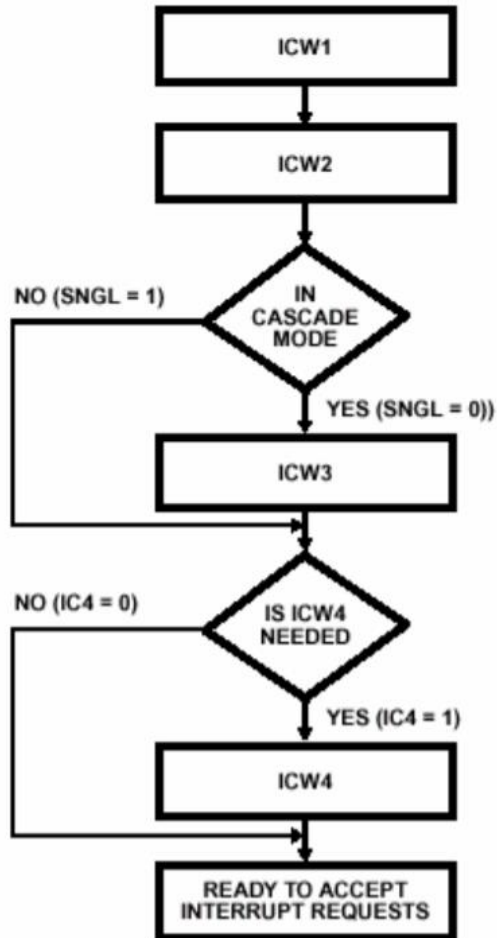 ICW1
ICW2
IN
CASCADE
MODE
NO (SNGL = 1)
YES (SNGL = 0))
ICW3
IS ICW4
NEEDED
NO (IC4 = 0)
YES (IC4 = 1)
ICW4
READY TO ACCEPT
INTERRUPT REQUESTS